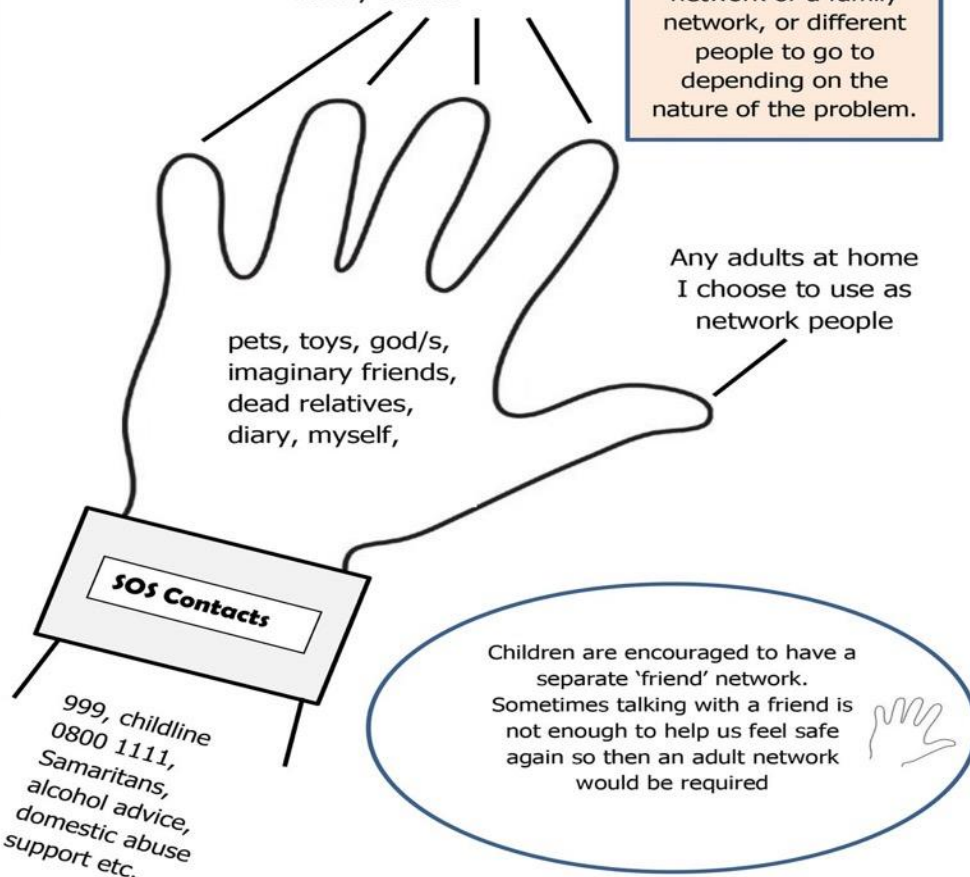 network, or different
people to go to
depending on the
nature of the problem.
Any adults at home
I choose to use as
network people
pets, toys, god/s,
imaginary friends,
dead relatives,
diary, myself,
SOS Contacts
999, childline
0800 1111,
Samaritans,
alcohol advice,
domestic abuse
support etc.
Children are encouraged to have a
separate ‘friend’ network.
Sometimes talking with a friend is
not enough to help us feel safe
again so then an adult network
would be required